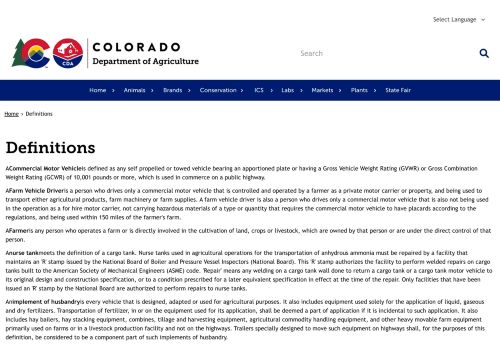 Select Language
CO
CDA
COLORADO
Department of Agriculture
Search
Home > Animals > Brands > Conservation > ICS > Labs > Markets > Plants > State Fair
Home > Definitions
Definitions
ACommercial Motor Vehicleis defined as any self propelled or towed vehicle bearing an apportioned plate or having a Gross Vehicle Weight Rating (GVWR) or Gross Combination
Weight Rating (GCWR) of 10,001 pounds or more, which is used in commerce on a public highway.
AFarm Vehicle Driveris a person who drives only a commercial motor vehicle that is controlled and operated by a farmer as a private motor carrier or property, and being used to
transport either agricultural products, farm machinery or farm supplies. A farm vehicle driver is also a person who drives only a commercial motor vehicle that is also not being used
in the operation as a for hire motor carrier, not carrying hazardous materials of a type or quantity that requires the commercial motor vehicle to have placards according to the
regulations, and being used within 150 miles of the farmer's farm.
AFarmeris any person who operates a farm or is directly involved in the cultivation of land, crops or livestock, which are owned by that person or are under the direct control of that
person.
Anurse tankmeets the definition of a cargo tank. Nurse tanks used in agricultural operations for the transportation of anhydrous ammonia must be repaired by a facility that
maintains an 'R stamp issued by the National Board of Boiler and Pressure Vessel Inspectors (National Board). This 'R' stamp authorizes the facility to perform welded repairs on cargo
tanks built to the American Society of Mechanical Engineers (ASME) code. 'Repair' means any welding on a cargo tank wall done to return a cargo tank or a cargo tank motor vehicle to
its original design and construction specification, or to a condition prescribed for a later equivalent specification in effect at the time of the repair. Only facilities that have been
issued an 'R' stamp by the National Board are authorized to perform repairs to nurse tanks.
Animplement of husbandryis every vehicle that is designed, adapted or used for agricultural purposes. It also includes equipment used solely for the application of liquid, gaseous
and dry fertilizers. Transportation of fertilizer, in or on the equipment used for its application, shall be deemed a part of application if it is incidental to such application. It also
includes hay bailers, hay stacking equipment, combines, tillage and harvesting equipment, agricultural commodity handling equipment, and other heavy movable farm equipment
primarily used on farms or in a livestock production facility and not on the highways. Trailers specially designed to move such equipment on highways shall, for the purposes of this
definition, be considered to be a component part of such implements of husbandry.